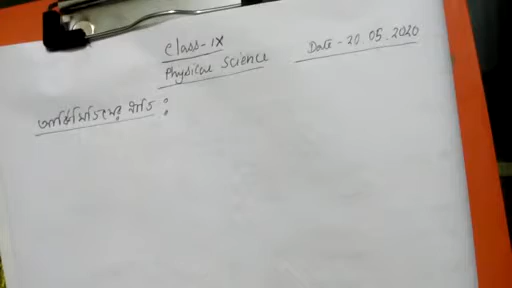 Class-IX
Physical Science
Date - 20 05.2020
আর্কিমিডিসের নীতি :